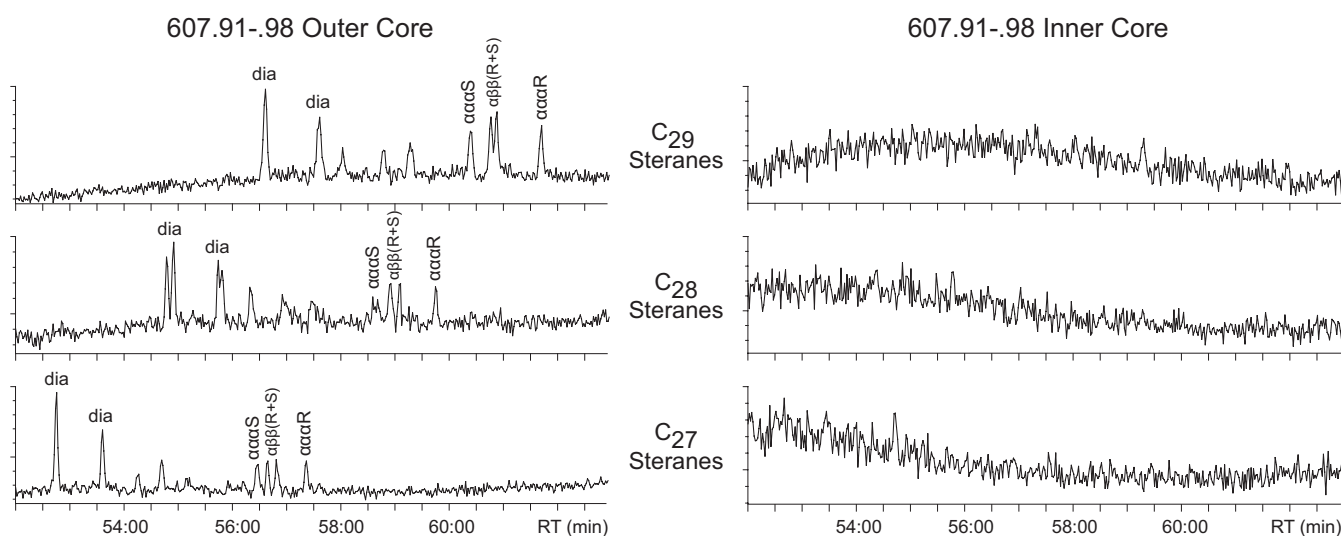 607.91-.98 Outer Core
607.91-.98 Inner Core
dia
dia
αααS
αββ(R+S)
αααR
C29
Steranes
dia
dia
αααS
αββ(R+S)
αααR
C28
Steranes
dia
dia
αααS
αββ(R+S)
αααR
C27
Steranes
54:00 56:00 58:00 60:00 RT (min)
54:00 56:00 58:00 60:00 RT (min)